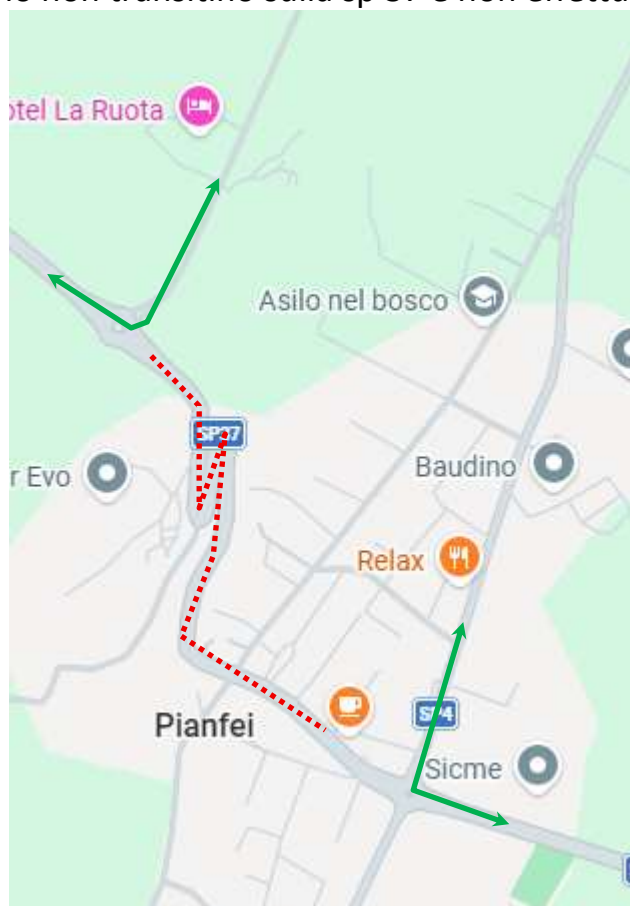 otel La Ruota
Asilo nel bosco
SP37
r Evo
Baudino
Relax
Pianfei
SP4
Sicme